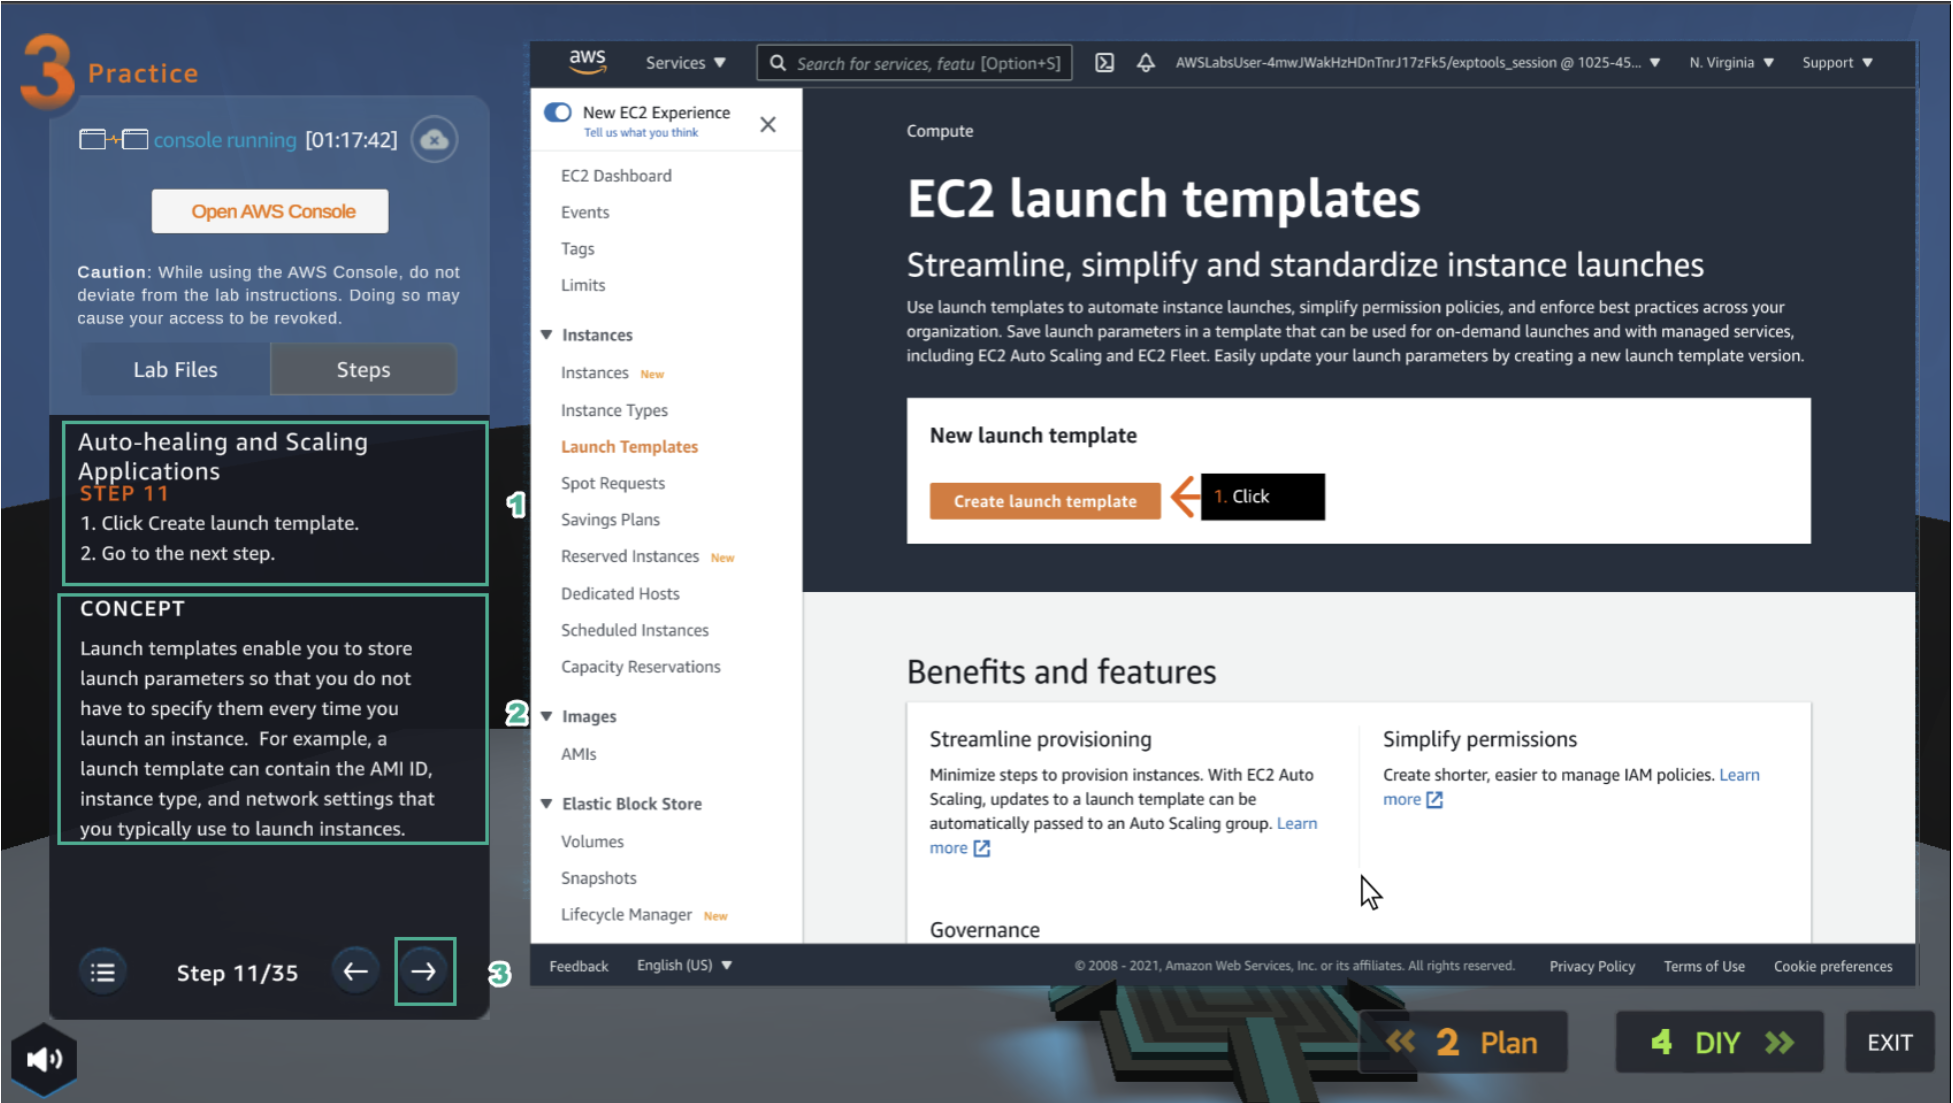 3 Practice
console running [01:17:42]
Open AWS Console
Caution: While using the AWS Console, do not
deviate from the lab instructions. Doing so may
cause your access to be revoked.
Lab Files
Steps
Auto-healing and Scaling
Applications
STEP 11
1. Click Create launch template.
2. Go to the next step.
1
CONCEPT
Launch templates enable you to store
launch parameters so that you do not
have to specify them every time you
launch an instance. For example, a
launch template can contain the AMI ID,
instance type, and network settings that
you typically use to launch instances.
2
Step 11/35
3
aws
Services
Search for services, featu [Option+S]
AWSLabsUser-4mwJWakHzHDnTnrJ17zFk5/exptools_session @ 1025-45...
N. Virginia
Support
New EC2 Experience
Tell us what you think
EC2 Dashboard
Events
Tags
Limits
Instances
Instances New
Instance Types
Launch Templates
Spot Requests
Savings Plans
Reserved Instances New
Dedicated Hosts
Scheduled Instances
Capacity Reservations
Images
AMIs
Elastic Block Store
Volumes
Snapshots
Lifecycle Manager New
Compute
EC2 launch templates
Streamline, simplify and standardize instance launches
Use launch templates to automate instance launches, simplify permission policies, and enforce best practices across your
organization. Save launch parameters in a template that can be used for on-demand launches and with managed services,
including EC2 Auto Scaling and EC2 Fleet. Easily update your launch parameters by creating a new launch template version.
New launch template
Create launch template
1. Click
Benefits and features
Streamline provisioning
Minimize steps to provision instances. With EC2 Auto
Scaling, updates to a launch template can be
automatically passed to an Auto Scaling group. Learn
more
Simplify permissions
Create shorter, easier to manage IAM policies. Learn
more
Governance
Feedback
English (US)
© 2008 - 2021, Amazon Web Services, Inc. or its affiliates. All rights reserved.
Privacy Policy
Terms of Use
Cookie preferences
2 Plan
4 DIY
EXIT